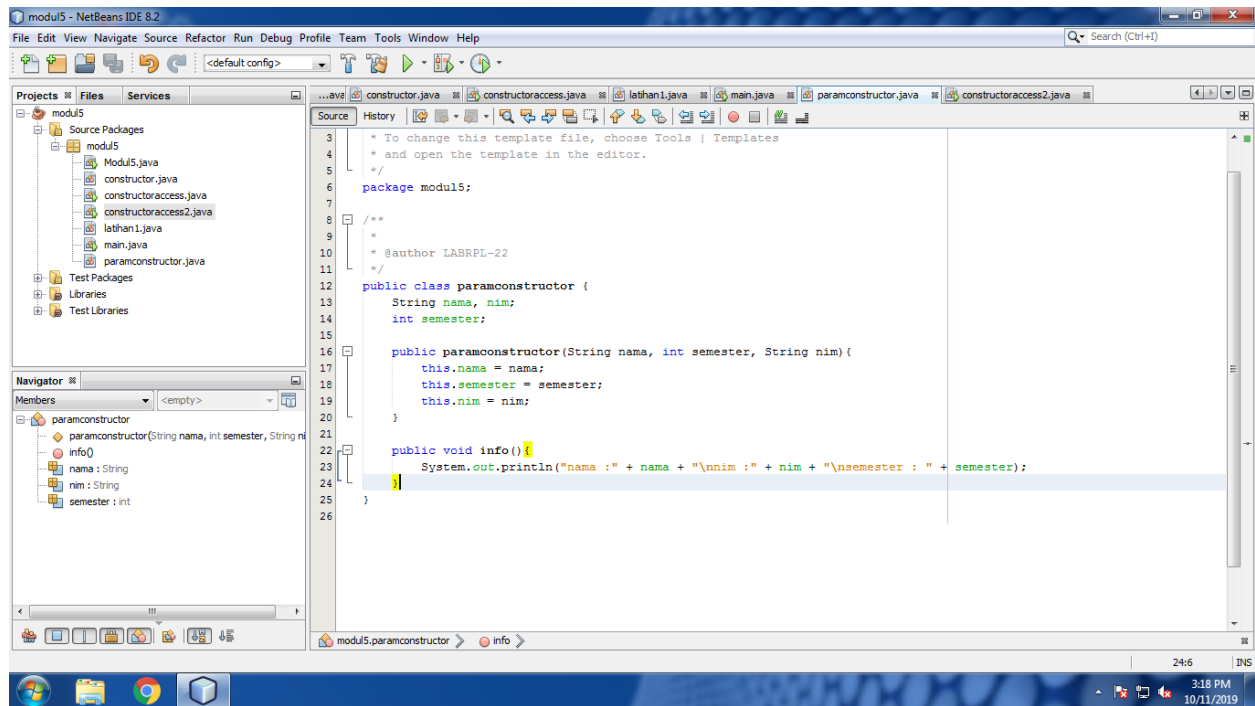 modul5 - NetBeans IDE 8.2
File Edit View Navigate Source Refactor Run Debug Profile Team Tools Window Help
Search (Ctrl+I)
<default config>
Projects Files Services
modul5
Source Packages
modul5
Modul5.java
constructor.java
constructoraccess.java
constructoraccess2.java
latihan1.java
main.java
paramconstructor.java
Test Packages
Libraries
Test Libraries
Navigator
Members <empty>
paramconstructor
paramconstructor(String nama, int semester, String ni
info()
nama : String
nim : String
semester : int
...ava constructor.java constructoraccess.java latihan1.java main.java paramconstructor.java constructoraccess2.java
Source History
3 * To change this template file, choose Tools | Templates
4 * and open the template in the editor.
5 */
6 package modul5;
7
8 /**
9 *
10 * @author LABRPL-22
11 */
12 public class paramconstructor {
13 String nama, nim;
14 int semester;
15
16 public paramconstructor(String nama, int semester, String nim){
17 this.nama = nama;
18 this.semester = semester;
19 this.nim = nim;
20 }
21
22 public void info(){
23 System.out.println("nama :" + nama + "\nnim :" + nim + "\nsemester : " + semester);
24 }
25 }
26
modul5.paramconstructor info
24:6 INS
3:18 PM
10/11/2019